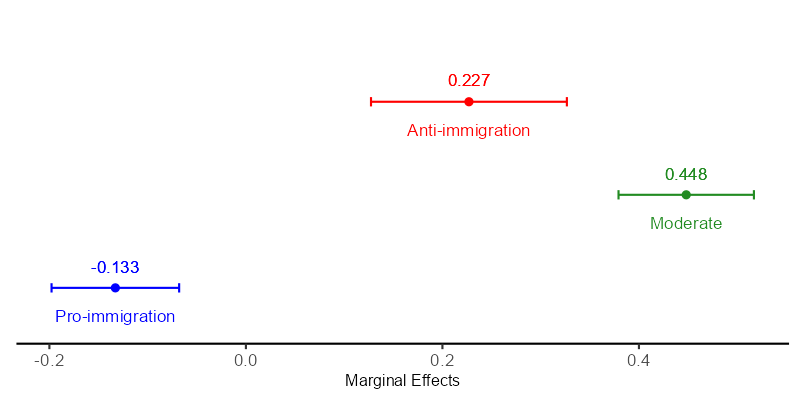 0.227
Anti-immigration
0.448
Moderate
-0.133
Pro-immigration
-0.2 0.0 0.2 0.4
Marginal Effects